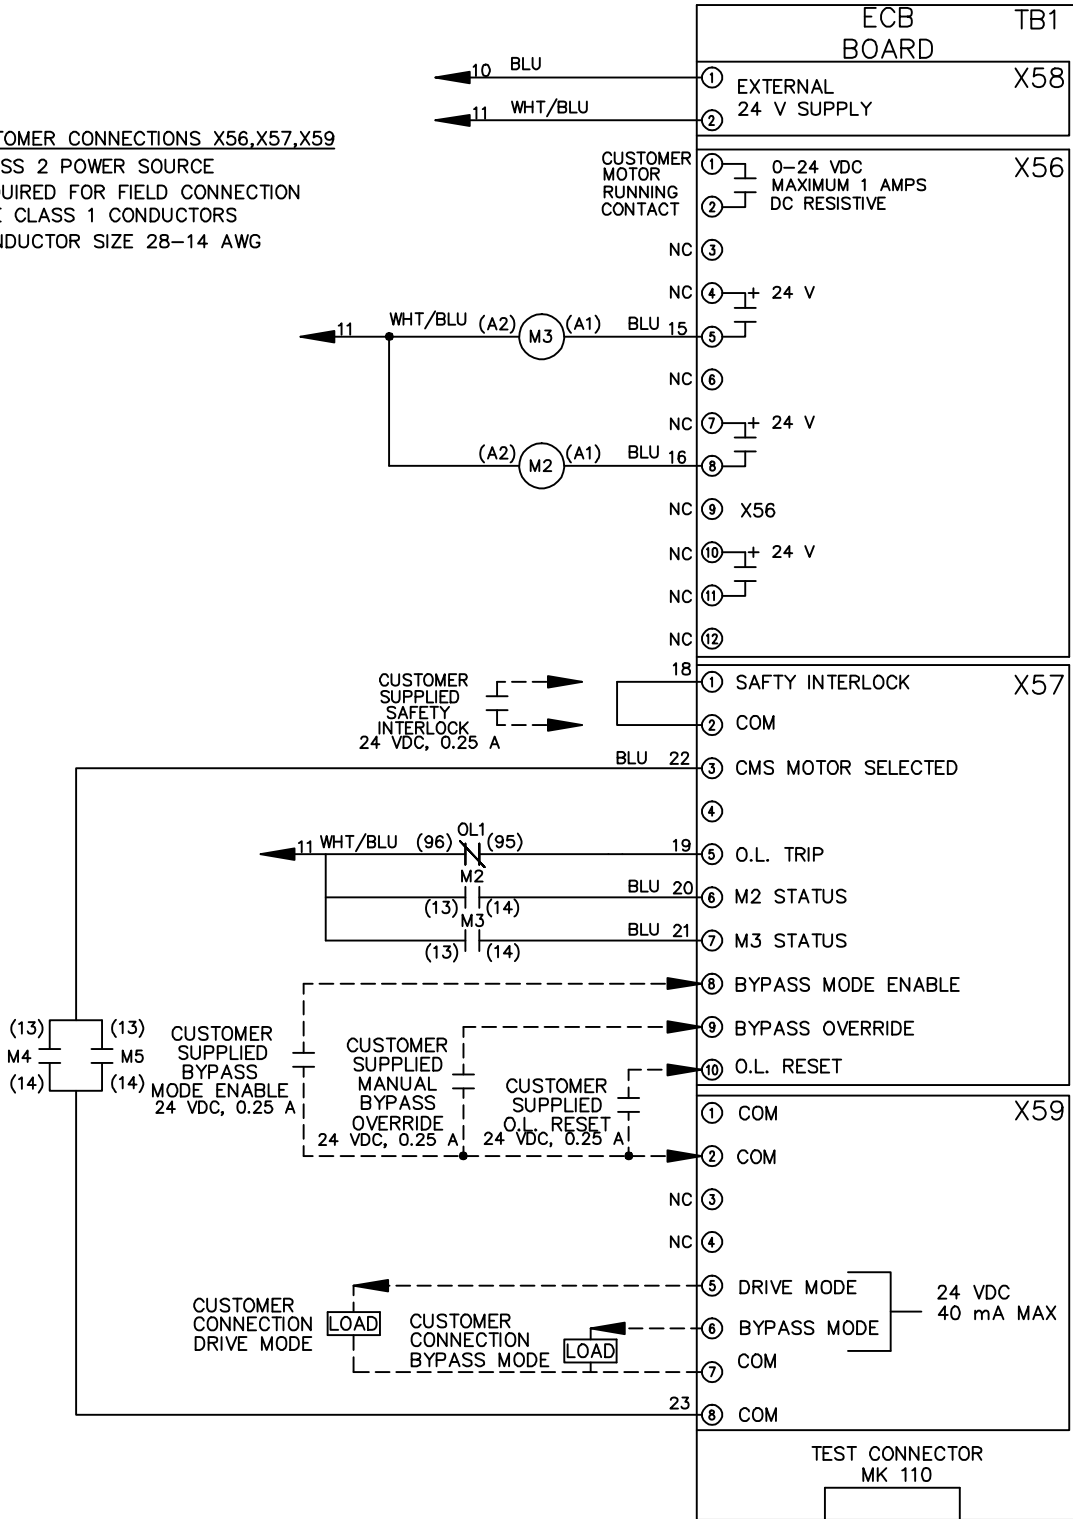 ECB
BOARD
TB1
10 BLU
1 EXTERNAL
24 V SUPPLY
X58
11 WHT/BLU
2
CONNECTIONS X56,X57,X59
2 POWER SOURCE
FOR FIELD CONNECTION
CLASS 1 CONDUCTORS
SIZE 28-14 AWG
CUSTOMER
MOTOR
RUNNING
CONTACT
1
2
0-24 VDC
MAXIMUM 1 AMPS
DC RESISTIVE
X56
NC 3
NC 4 + 24 V
11 WHT/BLU (A2) M3 (A1) BLU 15 5
NC 6
NC 7 + 24 V
(A2) M2 (A1) BLU 16 8
NC 9 X56
NC 10 + 24 V
NC 11
NC 12
CUSTOMER
SUPPLIED
SAFETY
INTERLOCK
24 VDC, 0.25 A
18 1 SAFTY INTERLOCK
X57
2 COM
BLU 22 3 CMS MOTOR SELECTED
4
11 WHT/BLU (96) OL1 (95) 19 5 O.L. TRIP
M2
(13) (14) BLU 20 6 M2 STATUS
M3
(13) (14) BLU 21 7 M3 STATUS
8 BYPASS MODE ENABLE
9 BYPASS OVERRIDE
10 O.L. RESET
(13) (13)
M4 M5
(14) (14)
CUSTOMER
SUPPLIED
BYPASS
MODE ENABLE
24 VDC, 0.25 A
CUSTOMER
SUPPLIED
MANUAL
BYPASS
OVERRIDE
24 VDC, 0.25 A
CUSTOMER
SUPPLIED
O.L. RESET
24 VDC, 0.25 A
1 COM
X59
2 COM
NC 3
NC 4
5 DRIVE MODE
6 BYPASS MODE
24 VDC
40 mA MAX
7 COM
CUSTOMER
CONNECTION
DRIVE MODE
LOAD
CUSTOMER
CONNECTION
BYPASS MODE
LOAD
23 8 COM
TEST CONNECTOR
MK 110